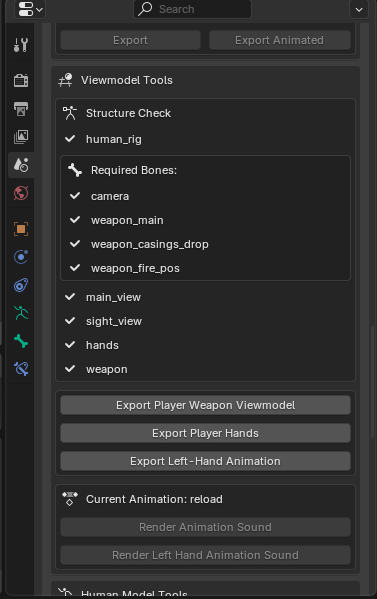 Search
Export
Export Animated
Viewmodel Tools
Structure Check
human_rig
Required Bones:
camera
weapon_main
weapon_casings_drop
weapon_fire_pos
main_view
sight_view
hands
weapon
Export Player Weapon Viewmodel
Export Player Hands
Export Left-Hand Animation
Current Animation: reload
Render Animation Sound
Render Left Hand Animation Sound
Human Model Tools